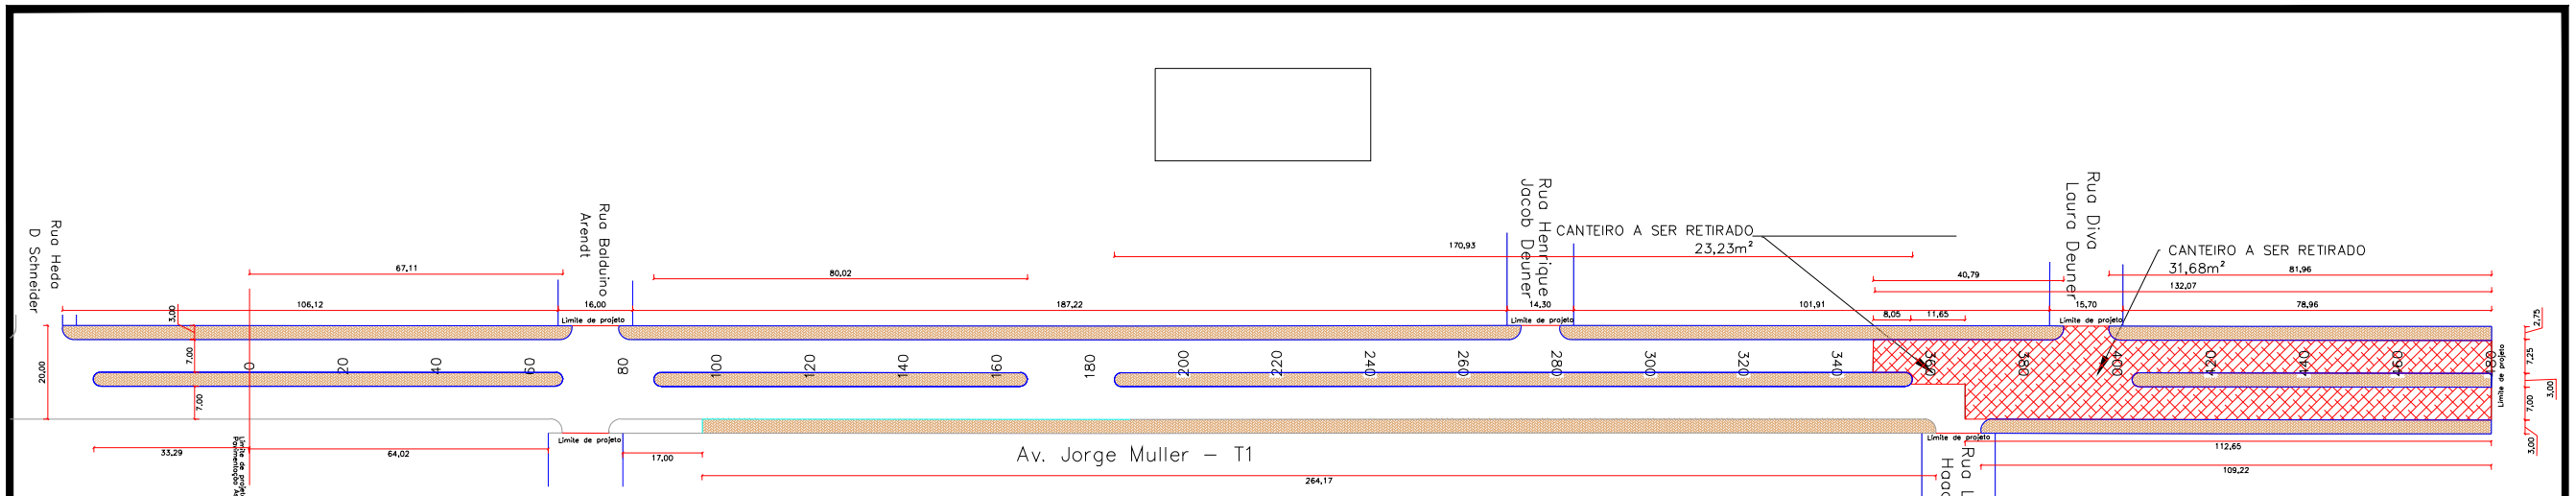 Rua Diva
Laura Deuner
Rua Henrique
Jacob Deuner
Rua Balduino
Arendt
Rua Heda
D Schneider
CANTEIRO A SER RETIRADO
23,23m²
CANTEIRO A SER RETIRADO
31,68m²
170,93
67,11
80,02
40,79
81,96
132,07
106,12
16,00
187,22
14,30
101,91
15,70
78,96
3,00
8,05
11,65
2,75
Limite de projeto
Limite de projeto
Limite de projeto
20,00
7,00
7,00
0
20
40
60
80
100
120
140
160
180
200
220
240
260
280
300
320
340
360
380
400
420
440
460
480
Limite de projeto
7,25
3,00
7,00
3,00
Limite de projeto
Limite de projeto
33,29
Limite de projeto
64,02
17,00
Av. Jorge Muller - T1
264,17
Rua L
112,65
109,22